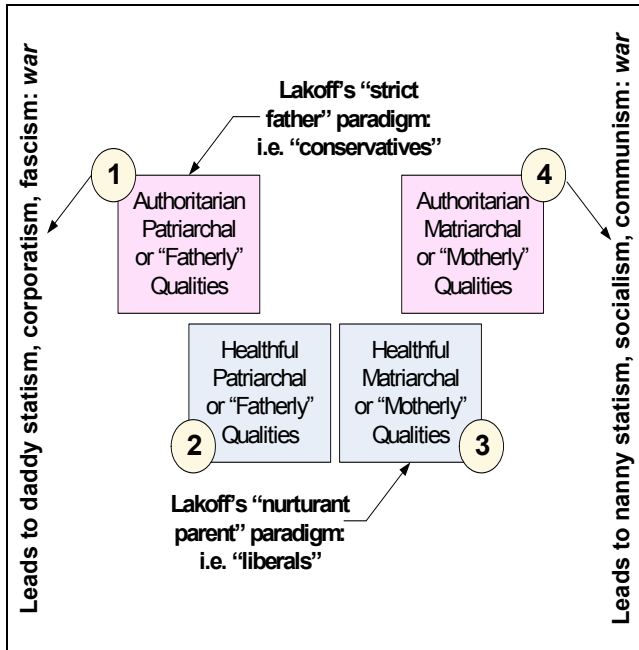 Leads to daddy statism, corporatism, fascism: war
Lakoff's “strict
father” paradigm:
i.e. “conservatives”
1
Authoritarian
Patriarchal
or “Fatherly”
Qualities
4
Authoritarian
Matriarchal
or “Motherly”
Qualities
Healthful
Patriarchal
or “Fatherly”
Qualities
2
Healthful
Matriarchal
or “Motherly”
Qualities
3
Lakoff's “nurturant
parent” paradigm:
i.e. “liberals”
Leads to nanny statism, socialism, communism: war